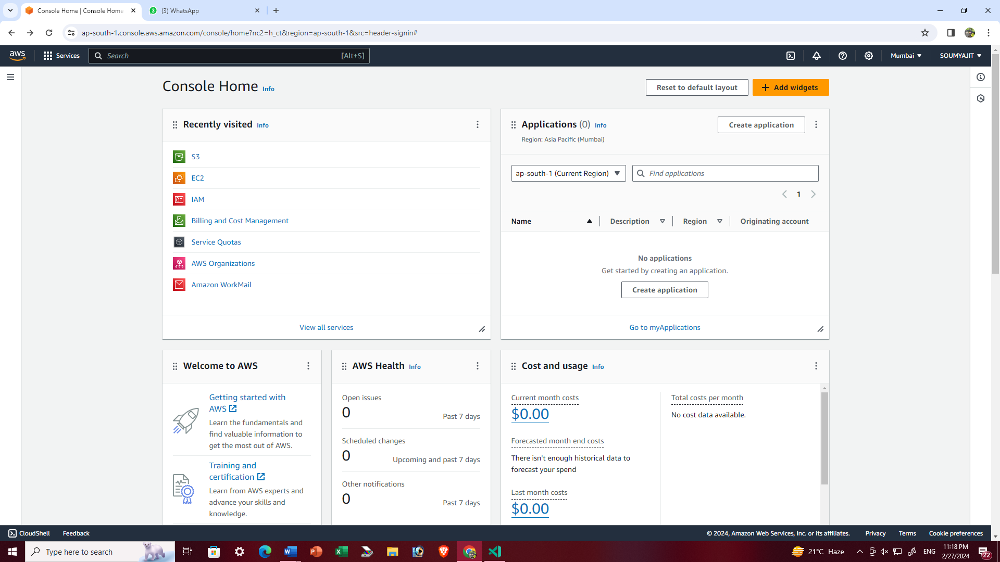 Console Home | Console Home
(3) WhatsApp
ap-south-1.console.aws.amazon.com/console/home?nc2=h_ct&region=ap-south-1&src=header-signin#
aws
Services
Search
[Alt+S]
Mumbai
SOUMYAJIT
Console Home Info
Reset to default layout
Add widgets
Recently visited Info
S3
EC2
IAM
Billing and Cost Management
Service Quotas
AWS Organizations
Amazon WorkMail
View all services
Applications (0) Info
Region: Asia Pacific (Mumbai)
Create application
ap-south-1 (Current Region)
Find applications
1
Name
Description
Region
Originating account
No applications
Get started by creating an application.
Create application
Go to myApplications
Welcome to AWS
Getting started with
AWS
Learn the fundamentals and
find valuable information to
get the most out of AWS.
Training and
certification
Learn from AWS experts and
advance your skills and
knowledge.
AWS Health Info
Open issues
0
Past 7 days
Scheduled changes
0
Upcoming and past 7 days
Other notifications
0
Past 7 days
Cost and usage Info
Current month costs
$0.00
Forecasted month end costs
There isn't enough historical data to
forecast your spend
Last month costs
$0.00
Total costs per month
No cost data available.
CloudShell
Feedback
© 2024, Amazon Web Services, Inc. or its affiliates.
Privacy
Terms
Cookie preferences
Type here to search
21°C Haze
ENG
11:18 PM
2/27/2024
22